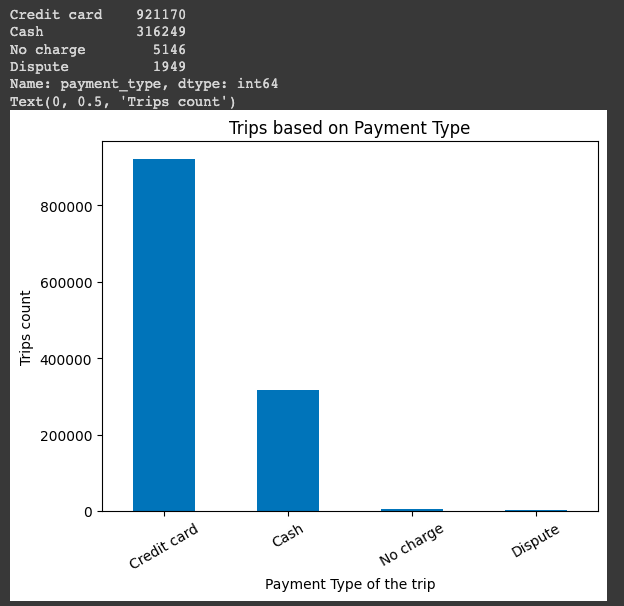 Credit card    921170
Cash           316249
No charge        5146
Dispute          1949
Name: payment_type, dtype: int64
Text(0, 0.5, 'Trips count')
Trips based on Payment Type
800000
600000
400000
200000
0
Trips count
Credit card
Cash
No charge
Dispute
Payment Type of the trip